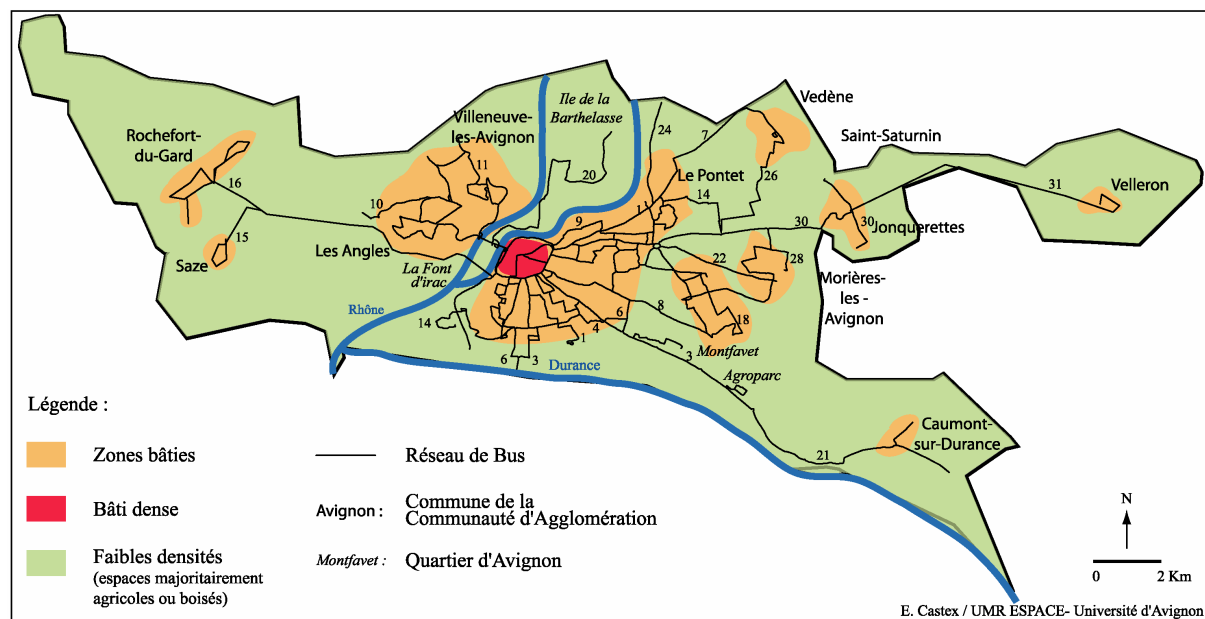 Vedène
Ile de la
Barthelasse
Villeneuve-
les-Avignon
24
7
Saint-Saturnin
Rochefort-
du-Gard
11
Le Pontet
16
20
26
14
31
Velleron
10
1
9
30
30
Jonquerettes
15
Les Angles
Saze
La Font
d'irac
22
28
Morières-
les -
Avignon
Rhône
14
6
8
18
4
1
3
Montfavet
6
3
Durance
Agroparc
Caumont-
sur-Durance
21
Légende :
Zones bâties
Réseau de Bus
Bâti dense
Avignon :
Commune de la
Communauté d'Agglomération
Faibles densités
(espaces majoritairement
agricoles ou boisés)
Montfavet :
Quartier d'Avignon
N
0
2 Km
E. Castex / UMR ESPACE- Université d'Avignon